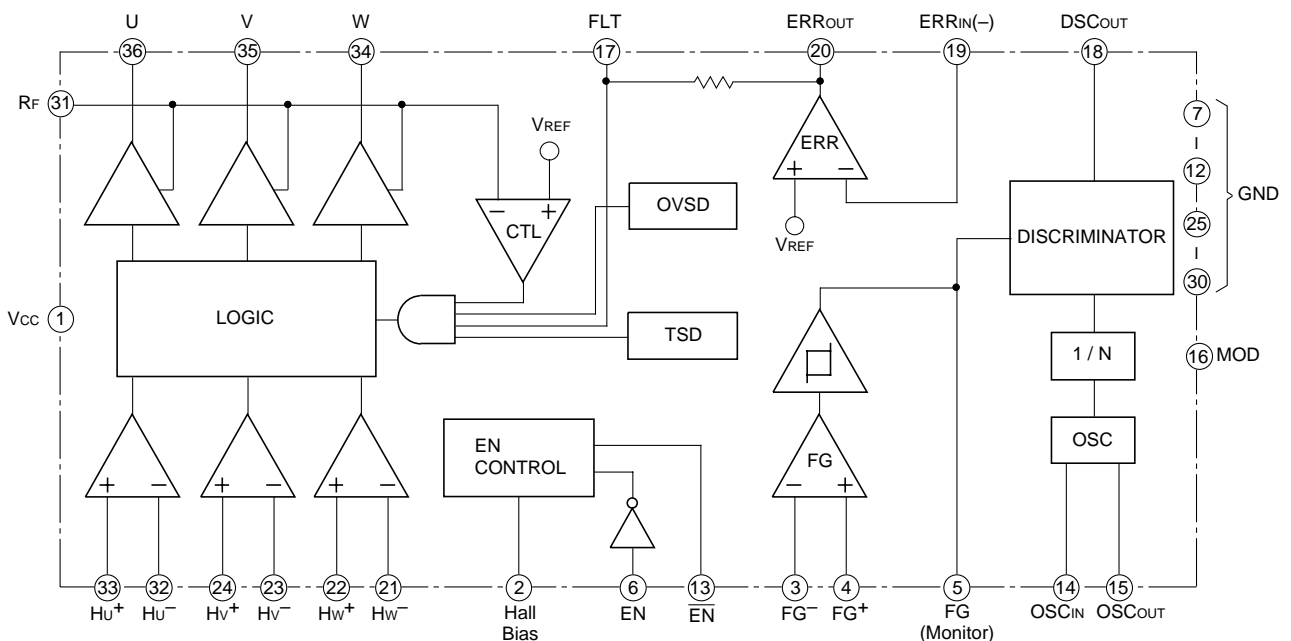 U V W FLT ERROUT ERRIN(–) DSCOUT
36 35 34 17 20 19 18
RF 31
7
VREF
ERR
+ –
12
GND
OVSD
– +
CTL
25
VREF
DISCRIMINATOR
30
VCC 1
LOGIC
TSD
1 / N
16 MOD
EN
CONTROL
OSC
FG
+ – + – + –
– +
33 32 24 23 22 21 2 6 13 3 4 5 14 15
HU+ HU– HV+ HV– HW+ HW– Hall
Bias
EN EN FG– FG+ FG
(Monitor)
OSCIN OSCOUT